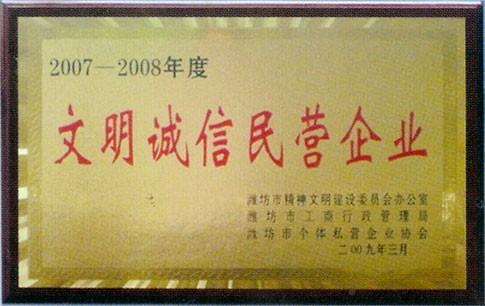 2007—2008年度
文明诚信民营企业
潍坊市精神文明建设委员会办公室
潍坊市工商行政管理局
潍坊市个体私营企业协会
二00九年三月